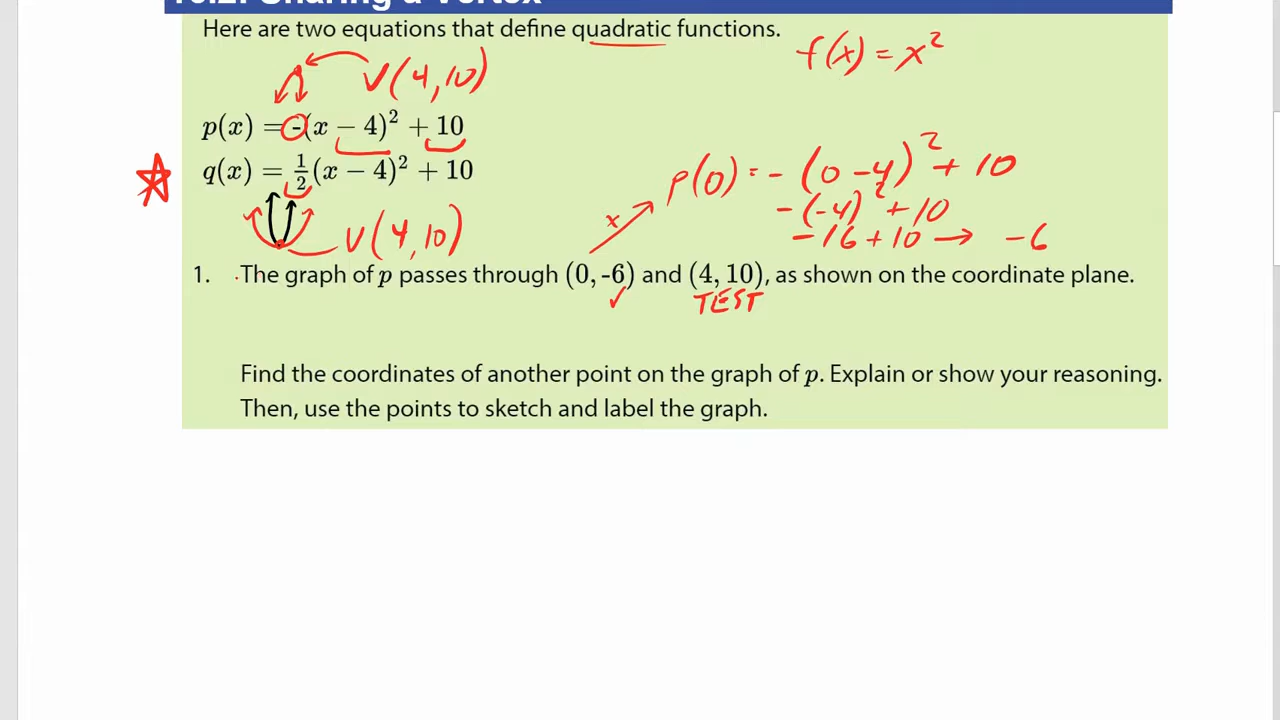 Sharing a Vertex
Here are two equations that define quadratic functions.
f(x) = x²
V(4, 10)
p(x) = -(x − 4)² + 10
q(x) = ½(x − 4)² + 10
V(4, 10)
p(0) = - (0 - 4)² + 10
-(-4)² + 10
-16 + 10 → -6
x
1. The graph of p passes through (0, -6) and (4, 10), as shown on the coordinate plane.
✓ TEST
Find the coordinates of another point on the graph of p. Explain or show your reasoning.
Then, use the points to sketch and label the graph.